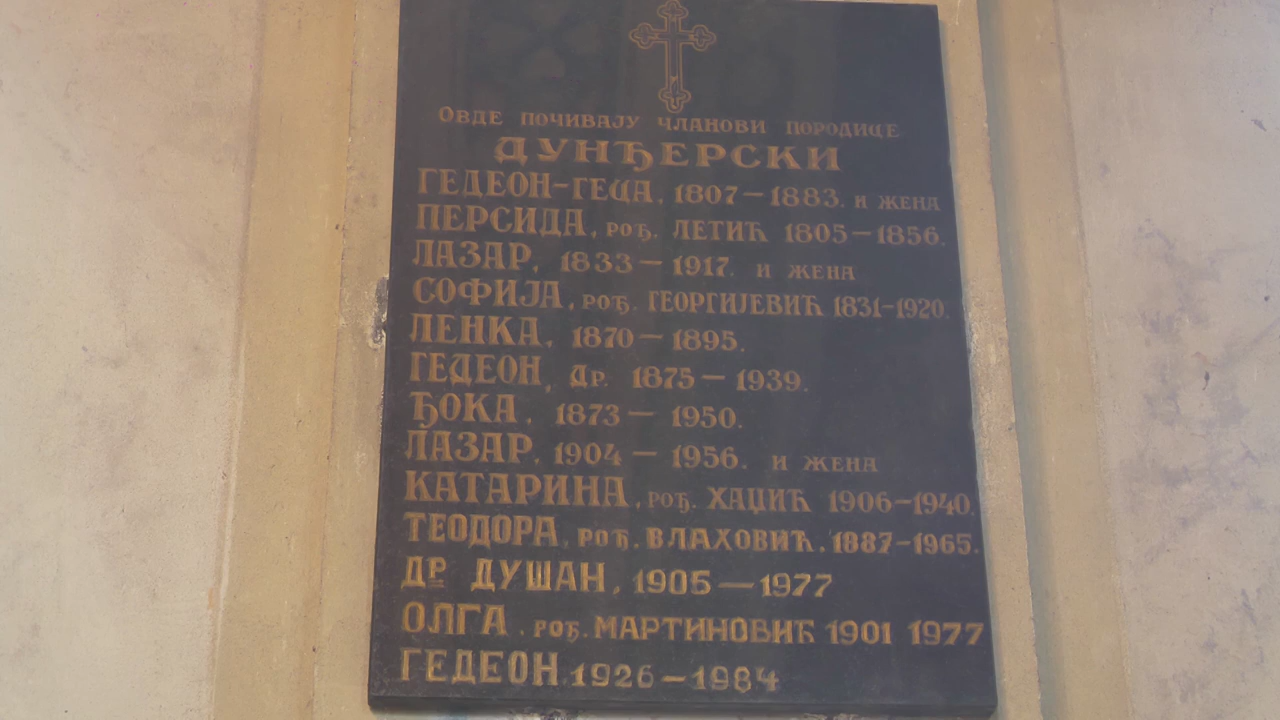 Овде почивају чланови породице
ДУНЂЕРСКИ
ГЕДЕОН-ГЕЦА, 1807–1883. и жена
ПЕРСИДА, рођ. ЛЕТИЋ 1805–1856.
ЛАЗАР, 1833–1917. и жена
СОФИЈА, рођ. ГЕОРГИЈЕВИЋ 1831-1920.
ЛЕНКА, 1870–1895.
ГЕДЕОН, др. 1875–1939.
ЂОКА, 1873–1950.
ЛАЗАР, 1904–1956. и жена
КАТАРИНА, рођ. ХАЏИЋ 1906–1940.
ТЕОДОРА, рођ. ВЛАХОВИЋ, 1887–1965.
ДР ДУШАН, 1905–1977
ОЛГА, рођ. МАРТИНОВИЋ 1901 1977
ГЕДЕОН 1926–1984